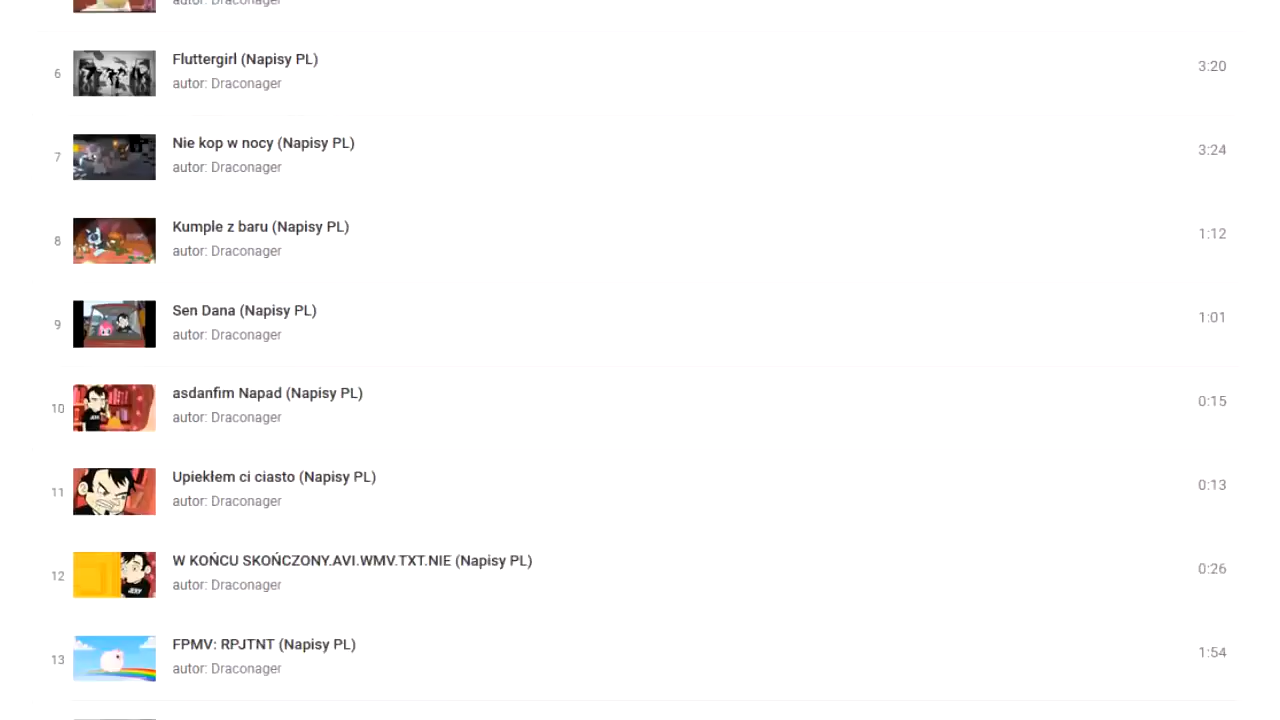 autor: Draconager
6
Fluttergirl (Napisy PL)
3:20
autor: Draconager
7
Nie kop w nocy (Napisy PL)
3:24
autor: Draconager
8
Kumple z baru (Napisy PL)
1:12
autor: Draconager
9
Sen Dana (Napisy PL)
1:01
autor: Draconager
10
asdanfim Napad (Napisy PL)
0:15
autor: Draconager
11
Upiekłem ci ciasto (Napisy PL)
0:13
autor: Draconager
12
W KOŃCU SKOŃCZONY.AVI.WMV.TXT.NIE (Napisy PL)
0:26
autor: Draconager
13
FPMV: RPJTNT (Napisy PL)
1:54
autor: Draconager